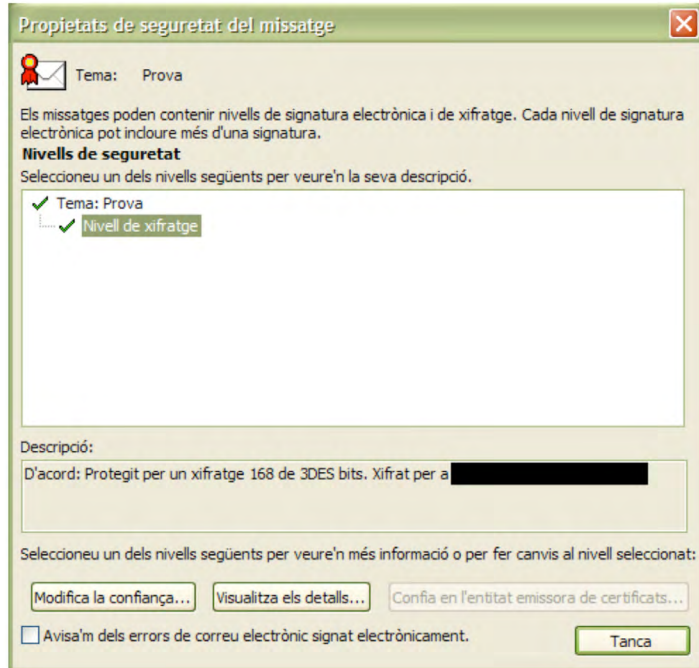 Propietats de seguretat del missatge
Tema: Prova
Els missatges poden contenir nivells de signatura electrònica i de xifratge. Cada nivell de signatura
electrònica pot incloure més d'una signatura.
Nivells de seguretat
Seleccioneu un dels nivells següents per veure'n la seva descripció.
Tema: Prova
Nivell de xifratge
Descripció:
D'acord: Protegit per un xifratge 168 de 3DES bits. Xifrat per a
Seleccioneu un dels nivells següents per veure'n més informació o per fer canvis al nivell seleccionat:
Modifica la confiança... Visualitza els detalls... Confia en l'entitat emissora de certificats...
Avisa'm dels errors de correu electrònic signat electrònicament. Tanca